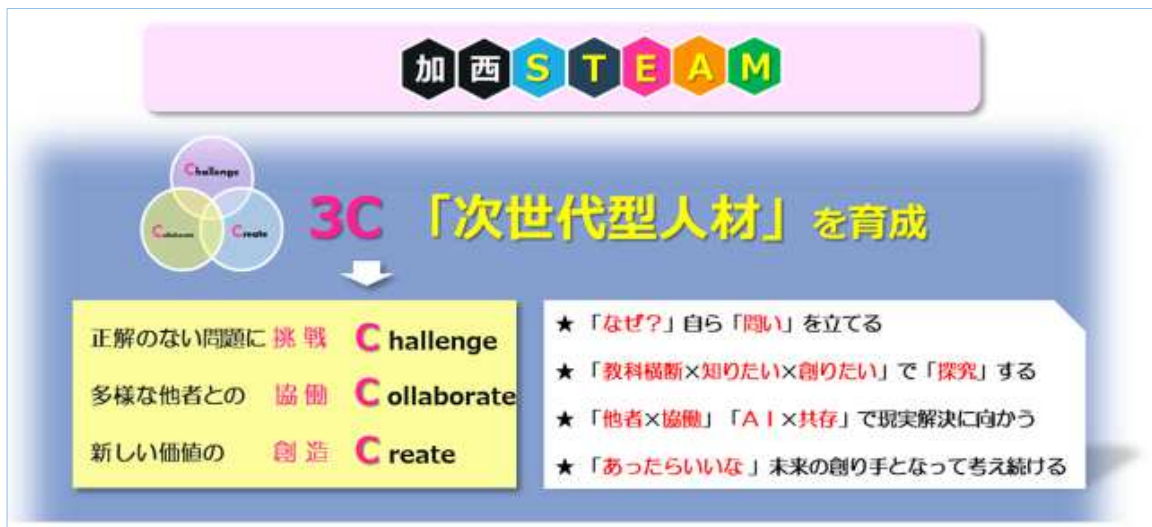 加西STEAM
Challenge
Collaborate
Create
3C 「次世代型人材」を育成
正解のない問題に 挑戦 Challenge
多様な他者との 協働 Collaborate
新しい価値の 創造 Create
★ 「なぜ？」自ら「問い」を立てる
★ 「教科横断×知りたい×創りたい」で「探究」する
★ 「他者×協働」「ＡＩ×共存」で現実解決に向かう
★ 「あったらいいな」未来の創り手となって考え続ける